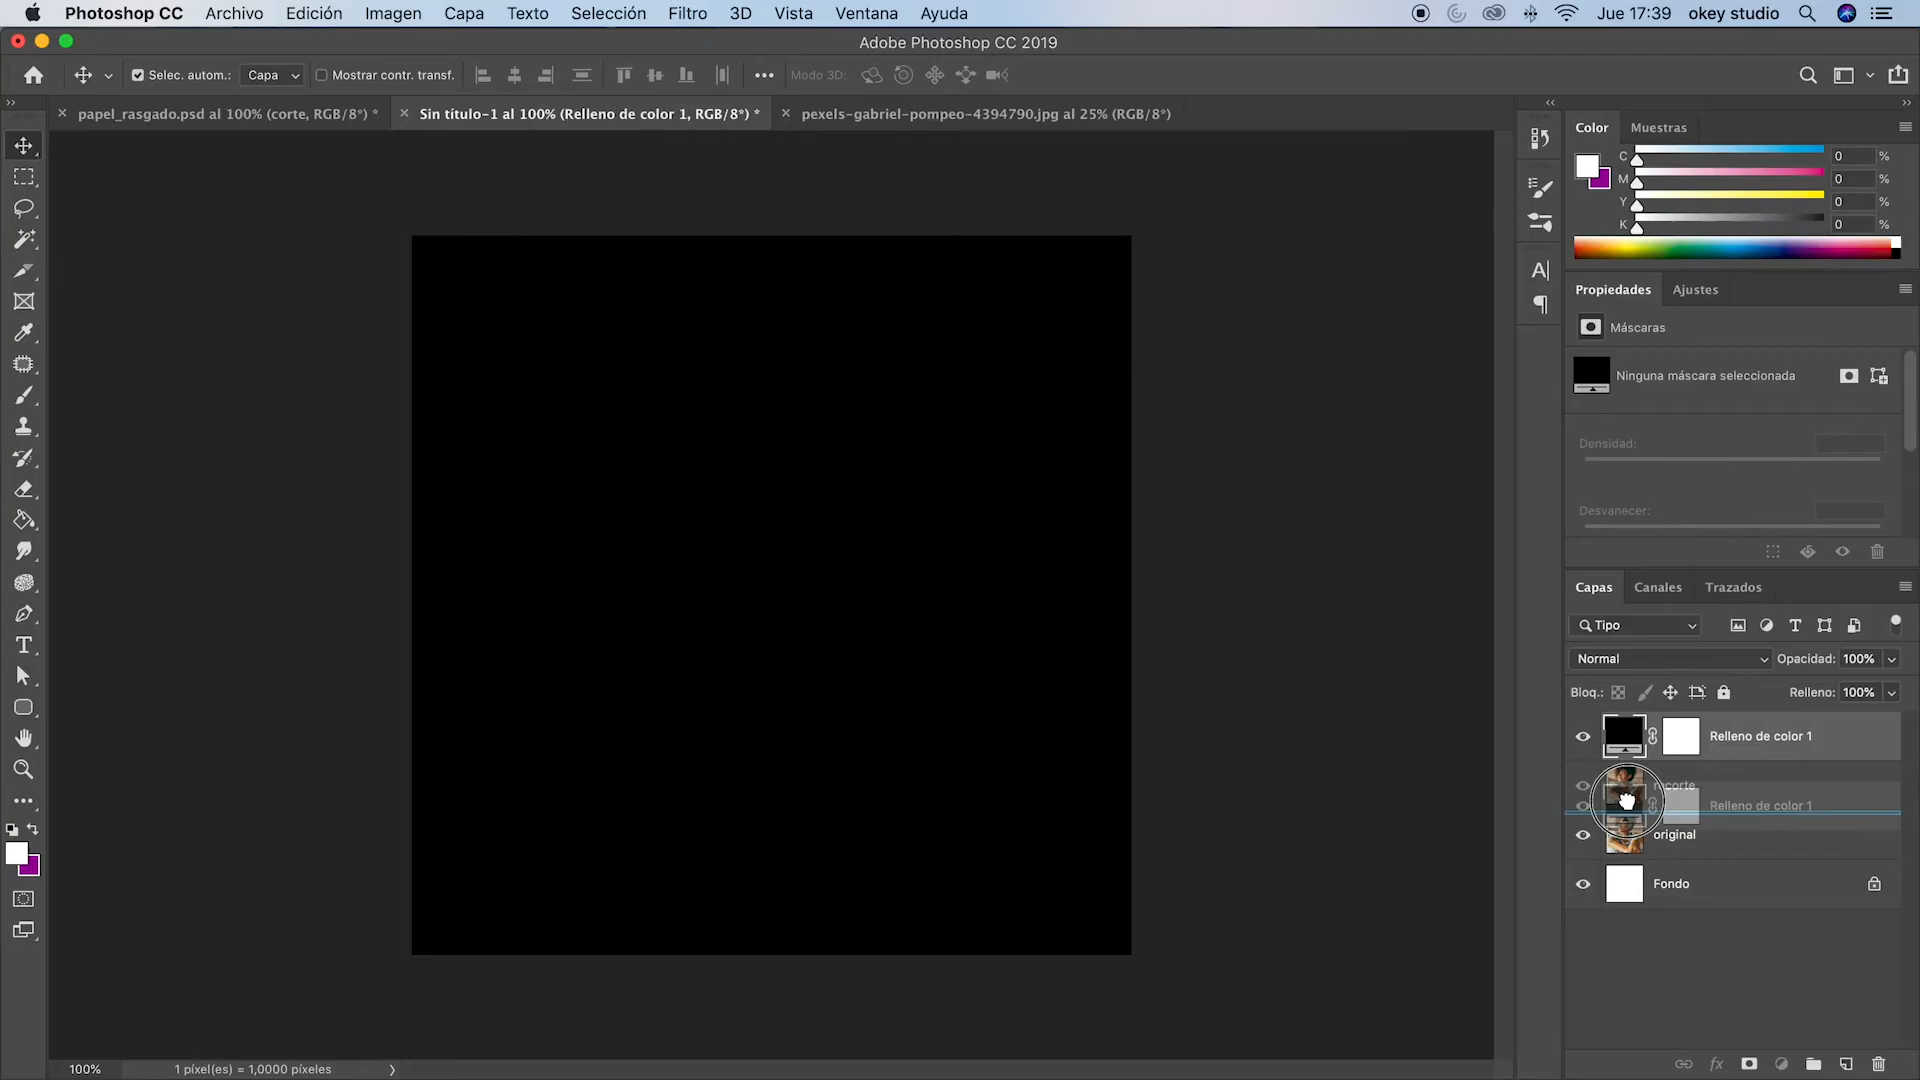 Photoshop CC Archivo Edición Imagen Capa Texto Selección Filtro 3D Vista Ventana Ayuda Jue 17:39 okey studio
Adobe Photoshop CC 2019
Selec. autom.: Capa Mostrar contr. transf. Modo 3D:
papel_rasgado.psd al 100% (corte, RGB/8*) * Sin título-1 al 100% (Relleno de color 1, RGB/8*) * pexels-gabriel-pompeo-4394790.jpg al 25% (RGB/8*)
Color Muestras
C 0 %
M 0 %
Y 0 %
K 0 %
Propiedades Ajustes
Máscaras
Ninguna máscara seleccionada
Densidad:
Desvanecer:
Capas Canales Trazados
Tipo
Normal Opacidad: 100%
Bloq.: Relleno: 100%
Relleno de color 1
Relleno de color 1
original
Fondo
100% 1 píxel(es) = 1,0000 píxeles